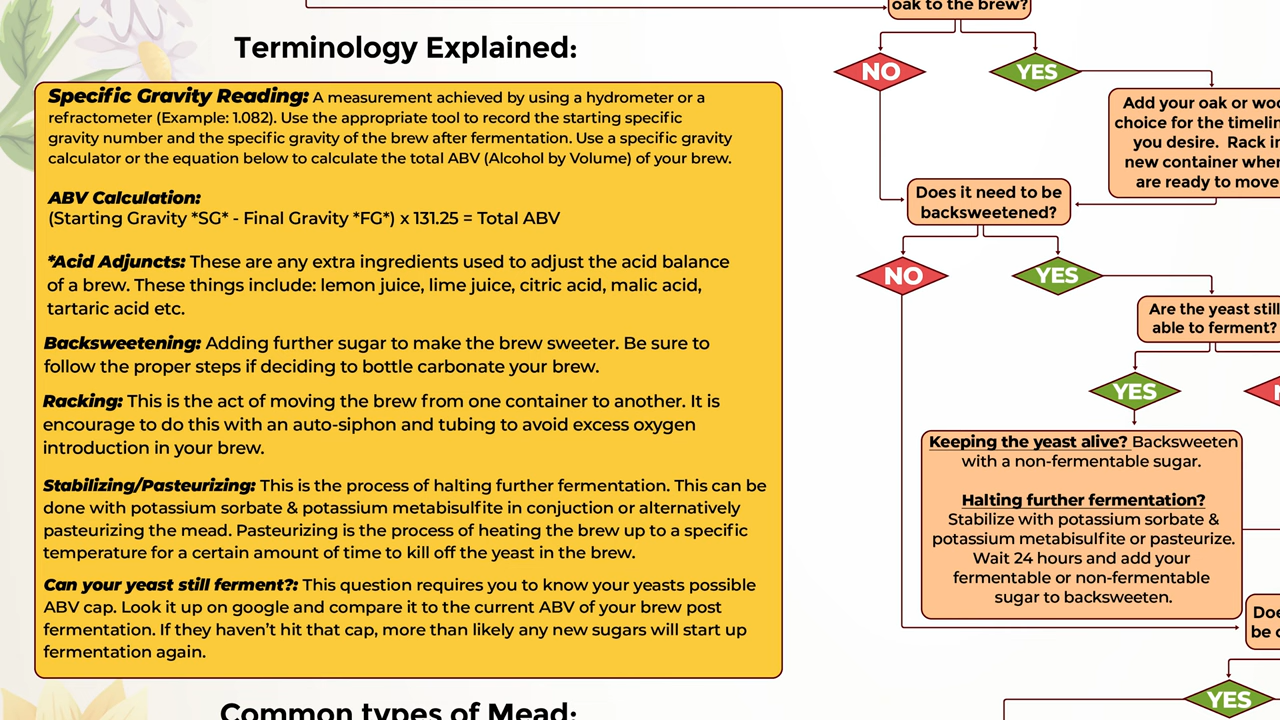 Terminology Explained:
Specific Gravity Reading: A measurement achieved by using a hydrometer or a
refractometer (Example: 1.082). Use the appropriate tool to record the starting specific
gravity number and the specific gravity of the brew after fermentation. Use a specific gravity
calculator or the equation below to calculate the total ABV (Alcohol by Volume) of your brew.
ABV Calculation:
(Starting Gravity *SG* - Final Gravity *FG*) x 131.25 = Total ABV
*Acid Adjuncts: These are any extra ingredients used to adjust the acid balance
of a brew. These things include: lemon juice, lime juice, citric acid, malic acid,
tartaric acid etc.
Backsweetening: Adding further sugar to make the brew sweeter. Be sure to
follow the proper steps if deciding to bottle carbonate your brew.
Racking: This is the act of moving the brew from one container to another. It is
encourage to do this with an auto-siphon and tubing to avoid excess oxygen
introduction in your brew.
Stabilizing/Pasteurizing: This is the process of halting further fermentation. This can be
done with potassium sorbate & potassium metabisulfite in conjuction or alternatively
pasteurizing the mead. Pasteurizing is the process of heating the brew up to a specific
temperature for a certain amount of time to kill off the yeast in the brew.
Can your yeast still ferment?: This question requires you to know your yeasts possible
ABV cap. Look it up on google and compare it to the current ABV of your brew post
fermentation. If they haven't hit that cap, more than likely any new sugars will start up
fermentation again.
Common types of Mead:
oak to the brew?
NO
YES
Add your oak or
choice for the
you desire. Rack
new container
are ready to move
Does it need to be
backsweetened?
NO
YES
Are the yeast still
able to ferment?
YES
Keeping the yeast alive? Backsweeten
with a non-fermentable sugar.
Halting further fermentation?
Stabilize with potassium sorbate &
potassium metabisulfite or pasteurize.
Wait 24 hours and add your
fermentable or non-fermentable
sugar to backsweeten.
be
YES